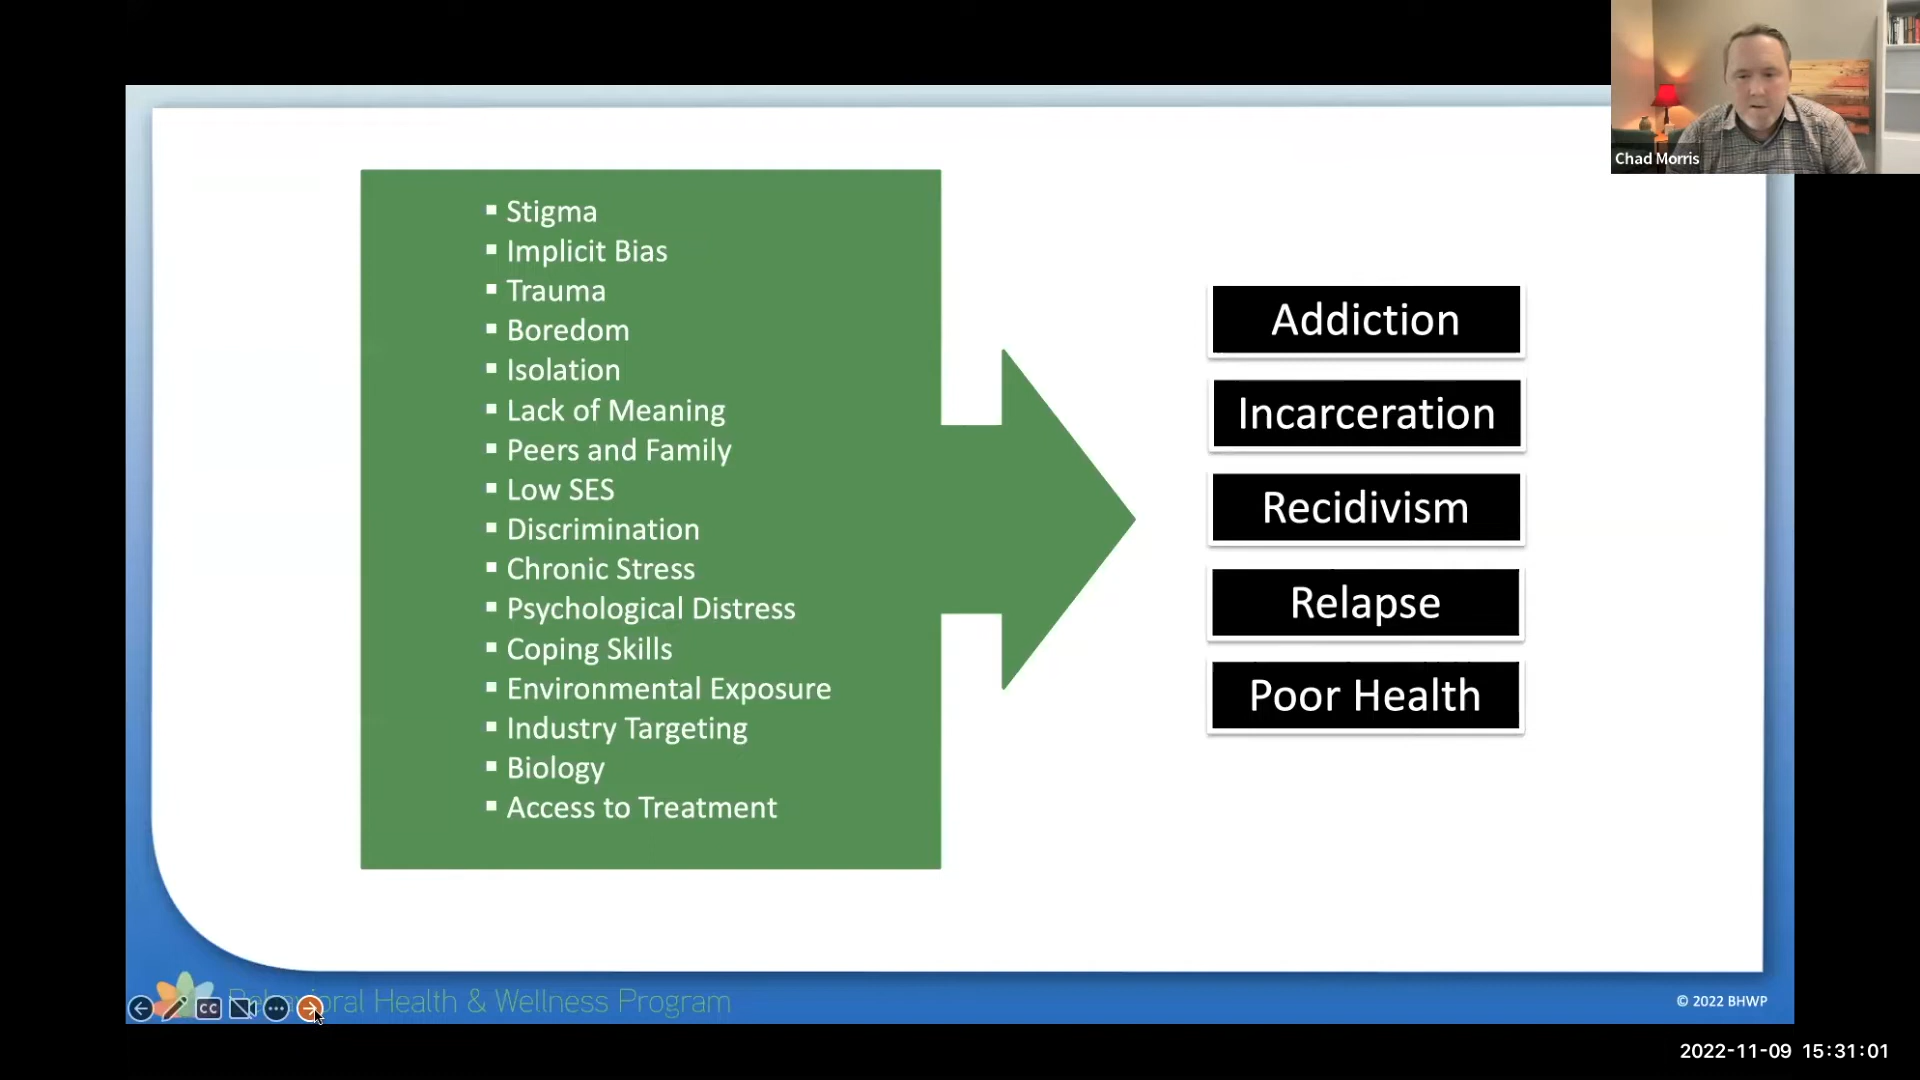 Chad Morris
▪ Stigma
▪ Implicit Bias
▪ Trauma
▪ Boredom
▪ Isolation
▪ Lack of Meaning
▪ Peers and Family
▪ Low SES
▪ Discrimination
▪ Chronic Stress
▪ Psychological Distress
▪ Coping Skills
▪ Environmental Exposure
▪ Industry Targeting
▪ Biology
▪ Access to Treatment
Addiction
Incarceration
Recidivism
Relapse
Poor Health
CC
Behavioral Health & Wellness Program
© 2022 BHWP
2022-11-09 15:31:01